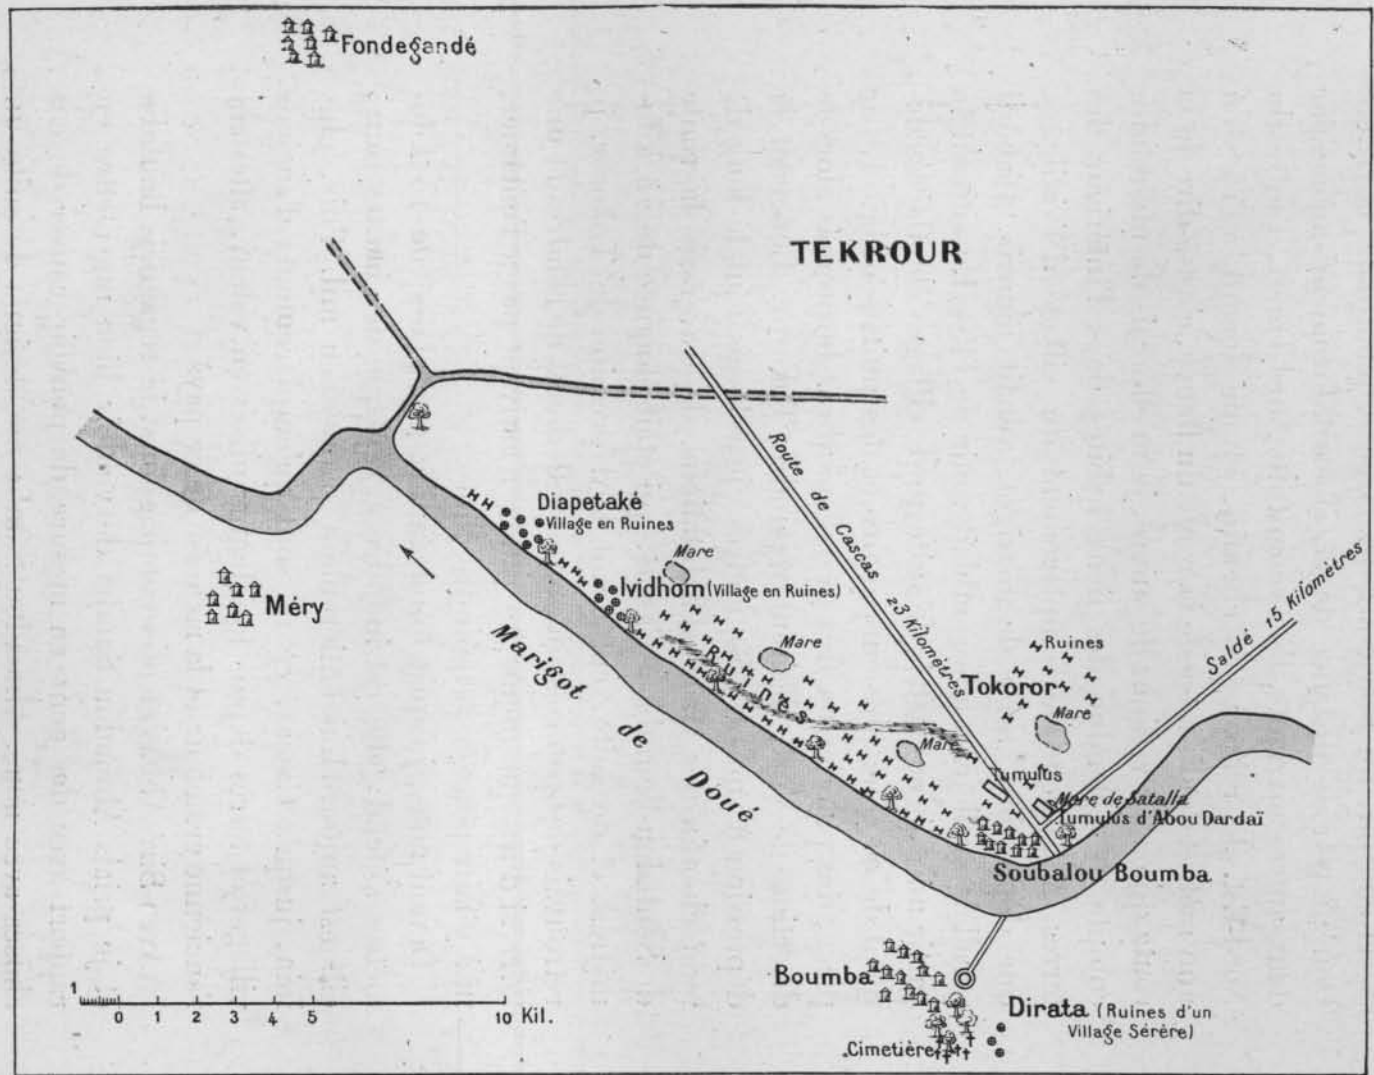 Fondegandé
TEKROUR
Route de Cascas 23 Kilomètres
Diapetaké
Village en Ruines
Mare
Ividhom (Village en Ruines)
Méry
Mare
Ruines
Ruines
Tokoror
Mare
Saldé 15 Kilomètres
Marigot de Doué
Mare
Tumulus
Mare de Satalla
Tumulus d'Abou Dardaï
Soubalou Boumba
Boumba
Dirata (Ruines d'un
Village Sérère)
Cimetière
1 0 1 2 3 4 5 10 Kil.